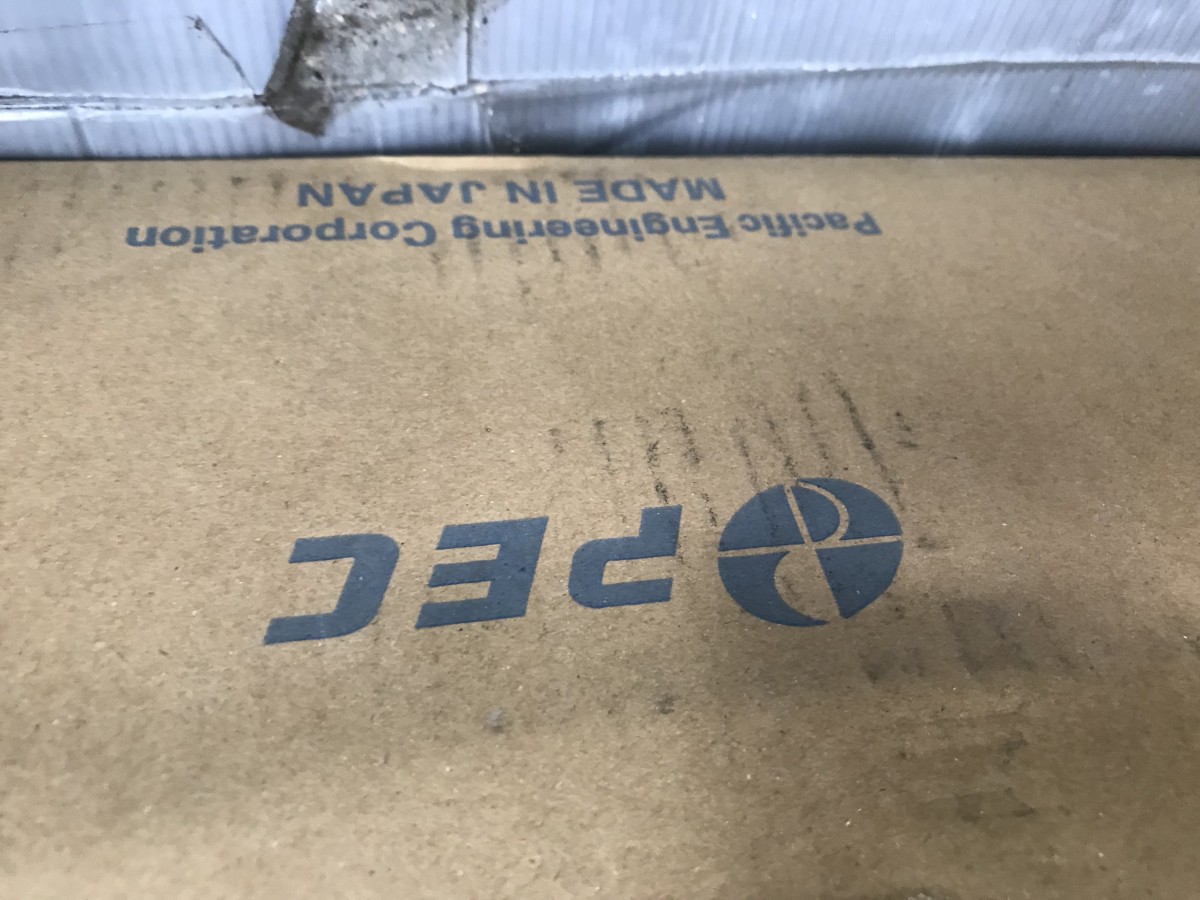 PEC
Pacific Engineering Corporation
MADE IN JAPAN